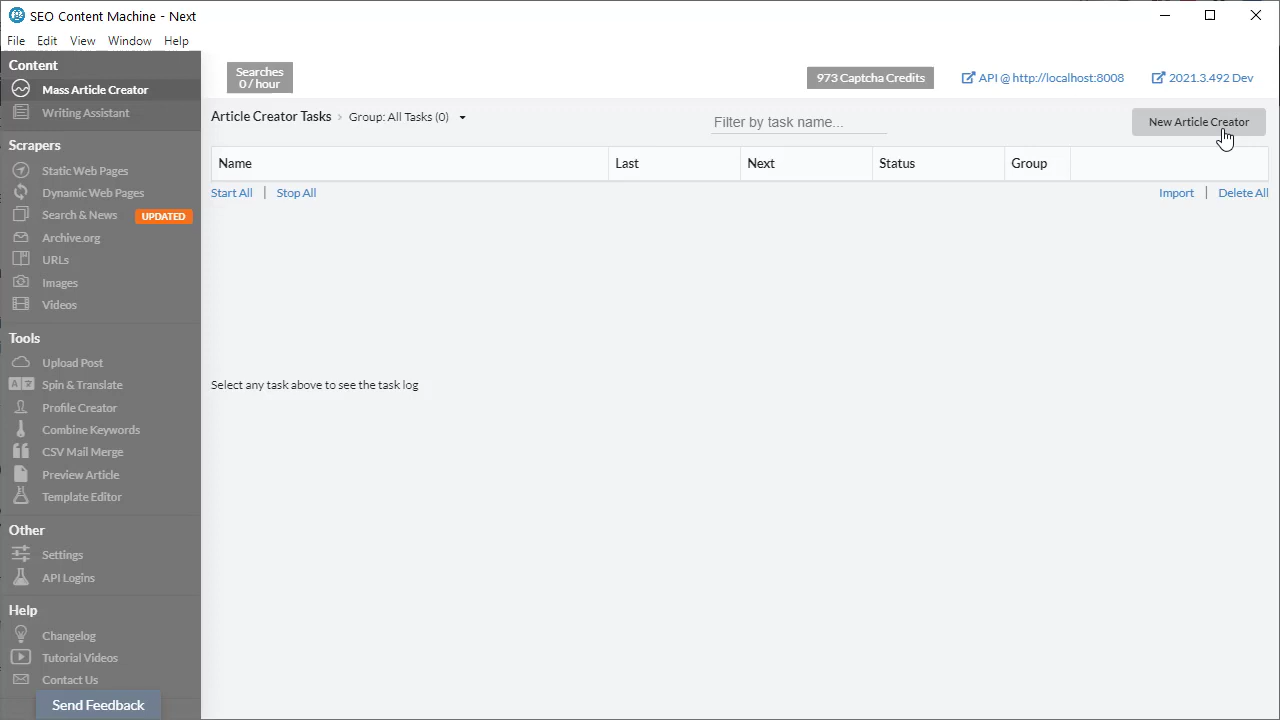 SEO Content Machine - Next
File Edit View Window Help
Content
Mass Article Creator
Writing Assistant
Scrapers
Static Web Pages
Dynamic Web Pages
Search & News UPDATED
Archive.org
URLs
Images
Videos
Tools
Upload Post
Spin & Translate
Profile Creator
Combine Keywords
CSV Mail Merge
Preview Article
Template Editor
Other
Settings
API Logins
Help
Changelog
Tutorial Videos
Contact Us
Send Feedback
Searches
0 / hour
973 Captcha Credits
API @ http://localhost:8008
2021.3.492 Dev
Article Creator Tasks › Group: All Tasks (0)
Filter by task name...
New Article Creator
Name Last Next Status Group
Start All | Stop All
Import | Delete All
Select any task above to see the task log